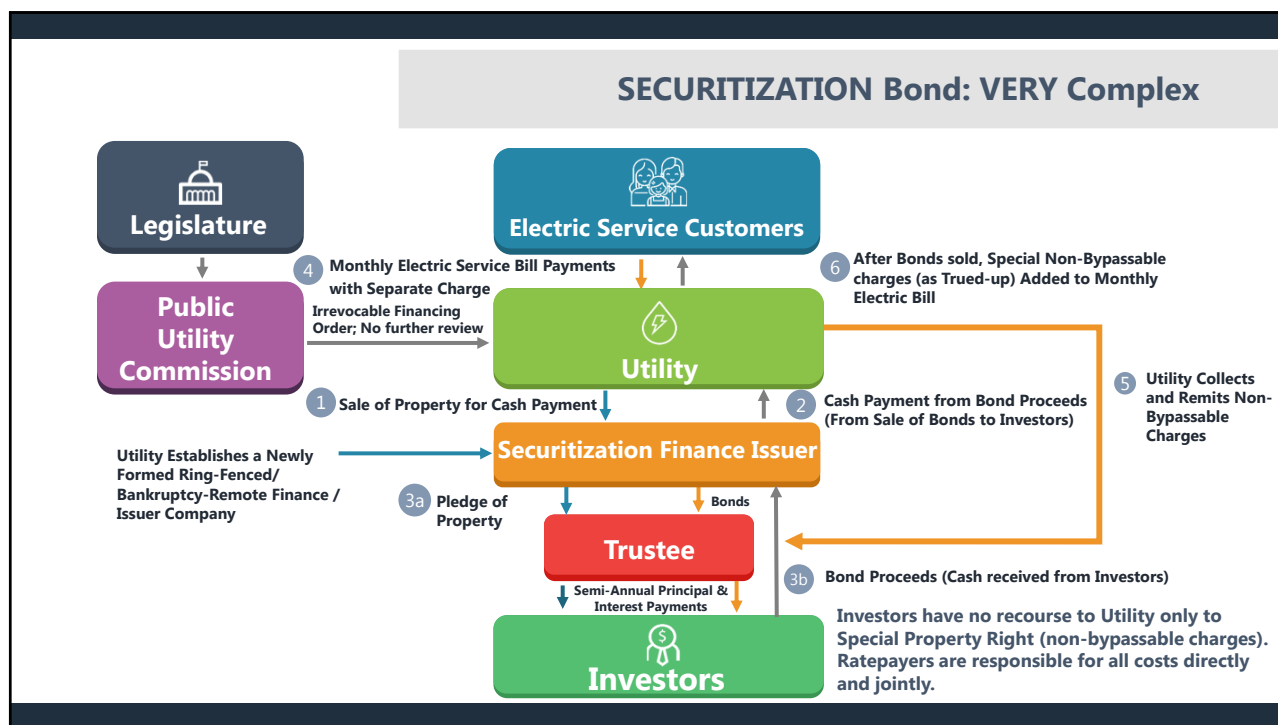 SECURITIZATION Bond: VERY Complex
Legislature
Electric Service Customers
4
Monthly Electric Service Bill Payments
with Separate Charge
6
After Bonds sold, Special Non-Bypassable
charges (as Trued-up) Added to Monthly
Electric Bill
Public
Utility
Commission
Irrevocable Financing
Order; No further review
Utility
5
Utility Collects
and Remits Non-
Bypassable
Charges
1
Sale of Property for Cash Payment
2
Cash Payment from Bond Proceeds
(From Sale of Bonds to Investors)
Securitization Finance Issuer
Utility Establishes a Newly
Formed Ring-Fenced/
Bankruptcy-Remote Finance /
Issuer Company
3a
Pledge of
Property
Bonds
Trustee
3b
Bond Proceeds (Cash received from Investors)
Semi-Annual Principal &
Interest Payments
Investors
Investors have no recourse to Utility only to
Special Property Right (non-bypassable charges).
Ratepayers are responsible for all costs directly
and jointly.